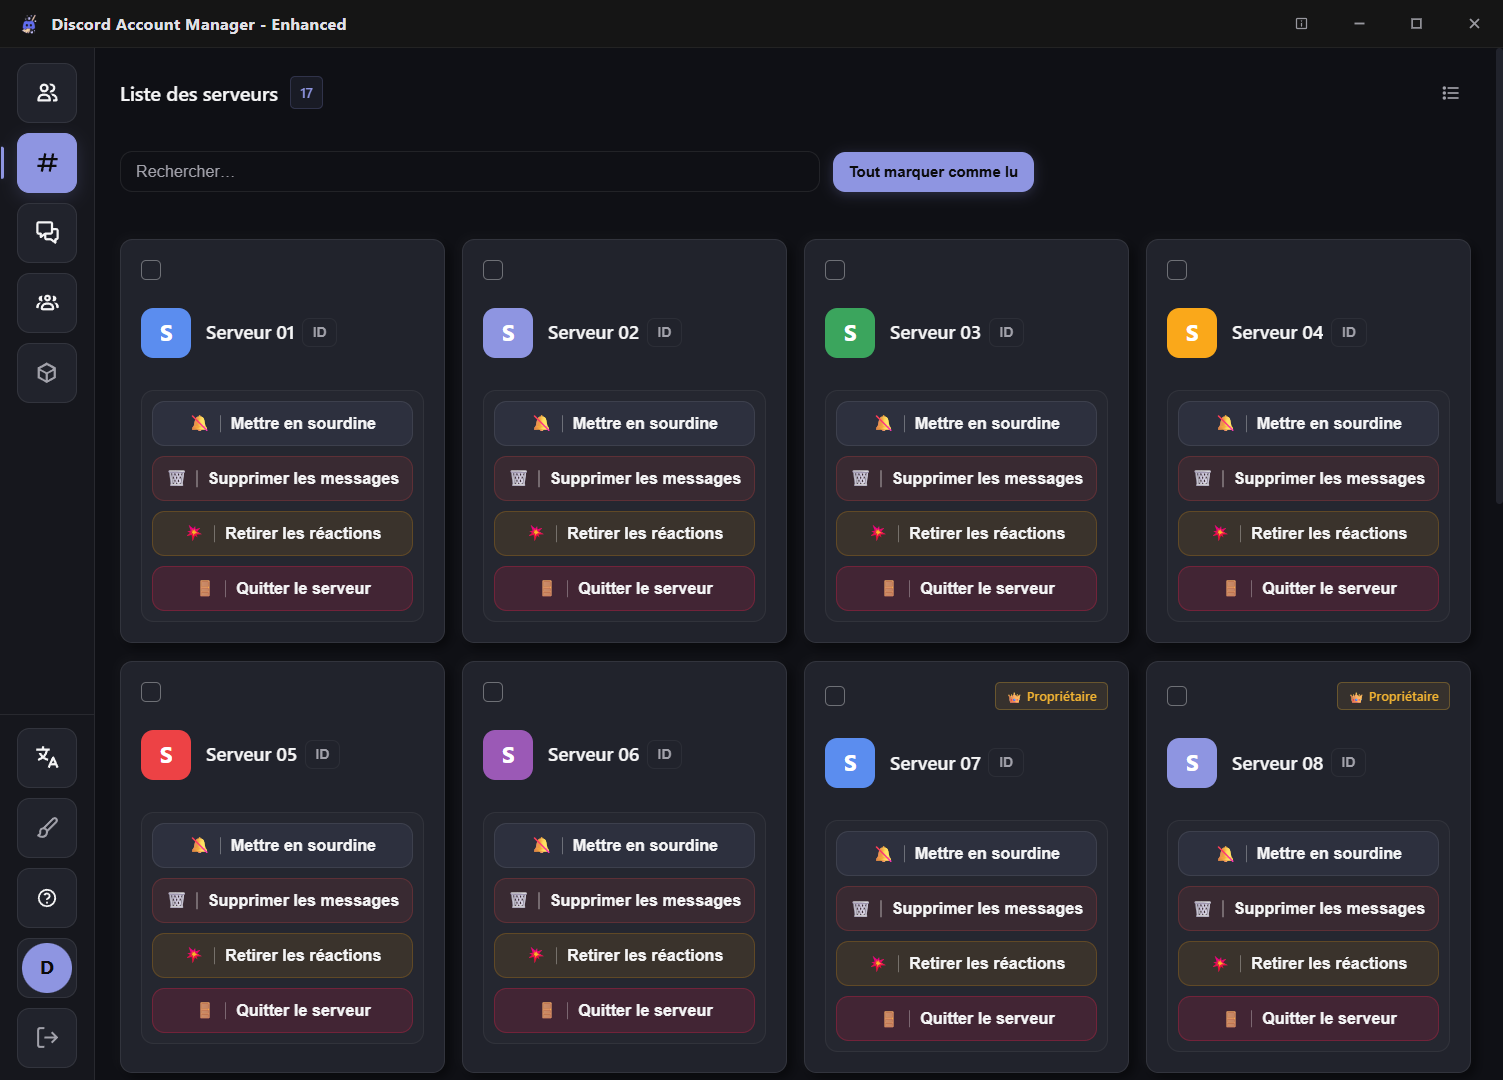 Discord Account Manager - Enhanced
Liste des serveurs 17
Rechercher...
Tout marquer comme lu
S Serveur 01 ID
Mettre en sourdine
Supprimer les messages
Retirer les réactions
Quitter le serveur
S Serveur 02 ID
Mettre en sourdine
Supprimer les messages
Retirer les réactions
Quitter le serveur
S Serveur 03 ID
Mettre en sourdine
Supprimer les messages
Retirer les réactions
Quitter le serveur
S Serveur 04 ID
Mettre en sourdine
Supprimer les messages
Retirer les réactions
Quitter le serveur
S Serveur 05 ID
Mettre en sourdine
Supprimer les messages
Retirer les réactions
Quitter le serveur
S Serveur 06 ID
Mettre en sourdine
Supprimer les messages
Retirer les réactions
Quitter le serveur
Propriétaire
S Serveur 07 ID
Mettre en sourdine
Supprimer les messages
Retirer les réactions
Quitter le serveur
Propriétaire
S Serveur 08 ID
Mettre en sourdine
Supprimer les messages
Retirer les réactions
Quitter le serveur
D